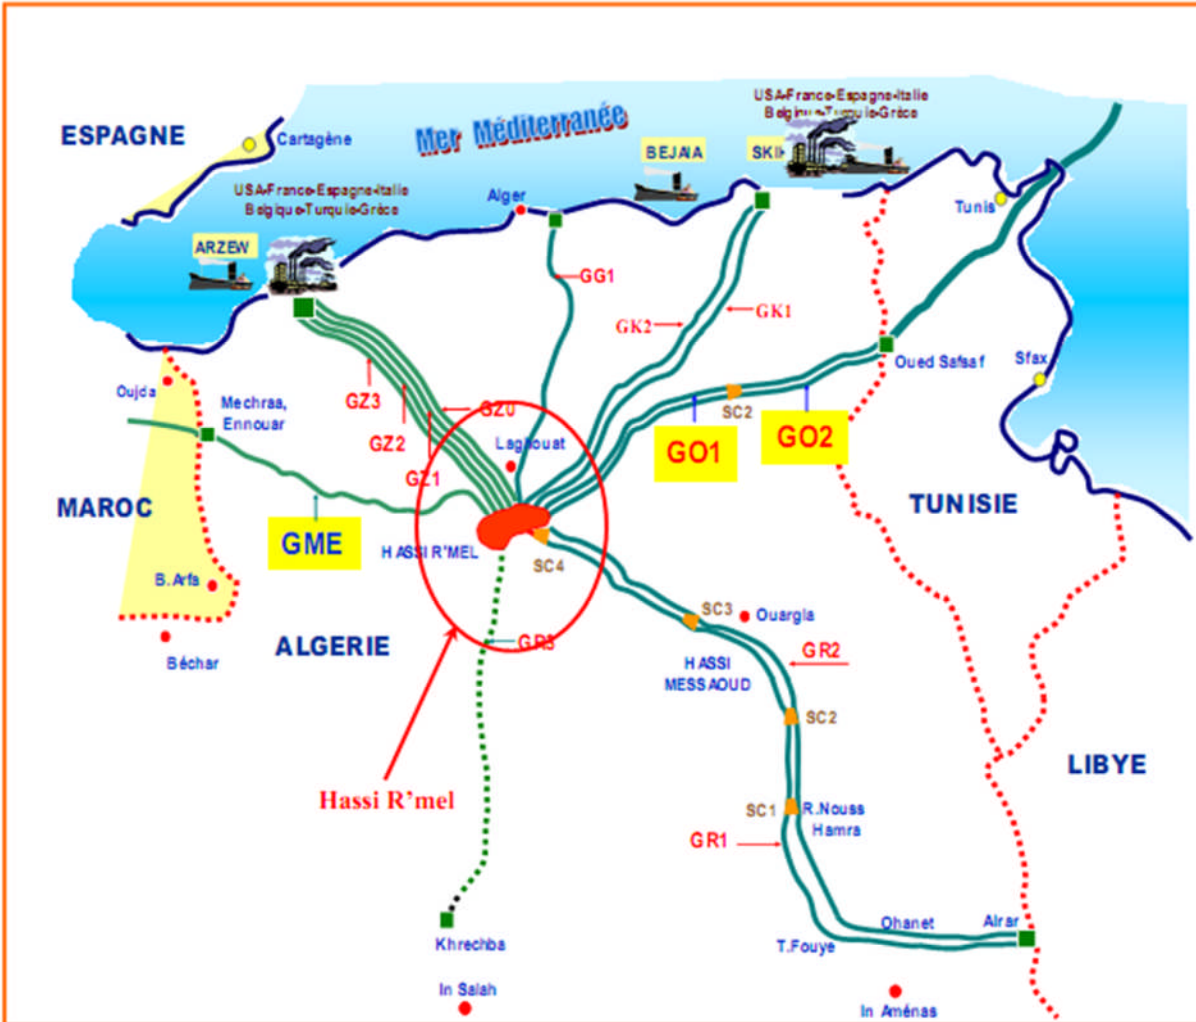 USA-France-Espagne-Italie
Belgique-Turquie-Grèce
Mer Méditerranée
ESPAGNE
Cartagène
BEJAIA
USA-France-Espagne-Italie
Belgique-Turquie-Grèce
Alger
Tunis
ARZEW
GG1
GK2
GK1
Oued Safsaf
Sfax
Oujda
Mechraa,
Ennouar
GZ3
GZ0
SC2
GZ2
Laghouat
GO1
GO2
GZ1
MAROC
TUNISIE
GME
HASSI R'MEL
SC4
B.Arfa
SC3
Ouargla
ALGERIE
GR3
GR2
Béchar
HASSI
MESSAOUD
SC2
LIBYE
Hassi R'mel
SC1
R.Nouss
Hamra
GR1
Ohanet
Alrar
Khrechba
T.Fouye
In Salah
In Aménas